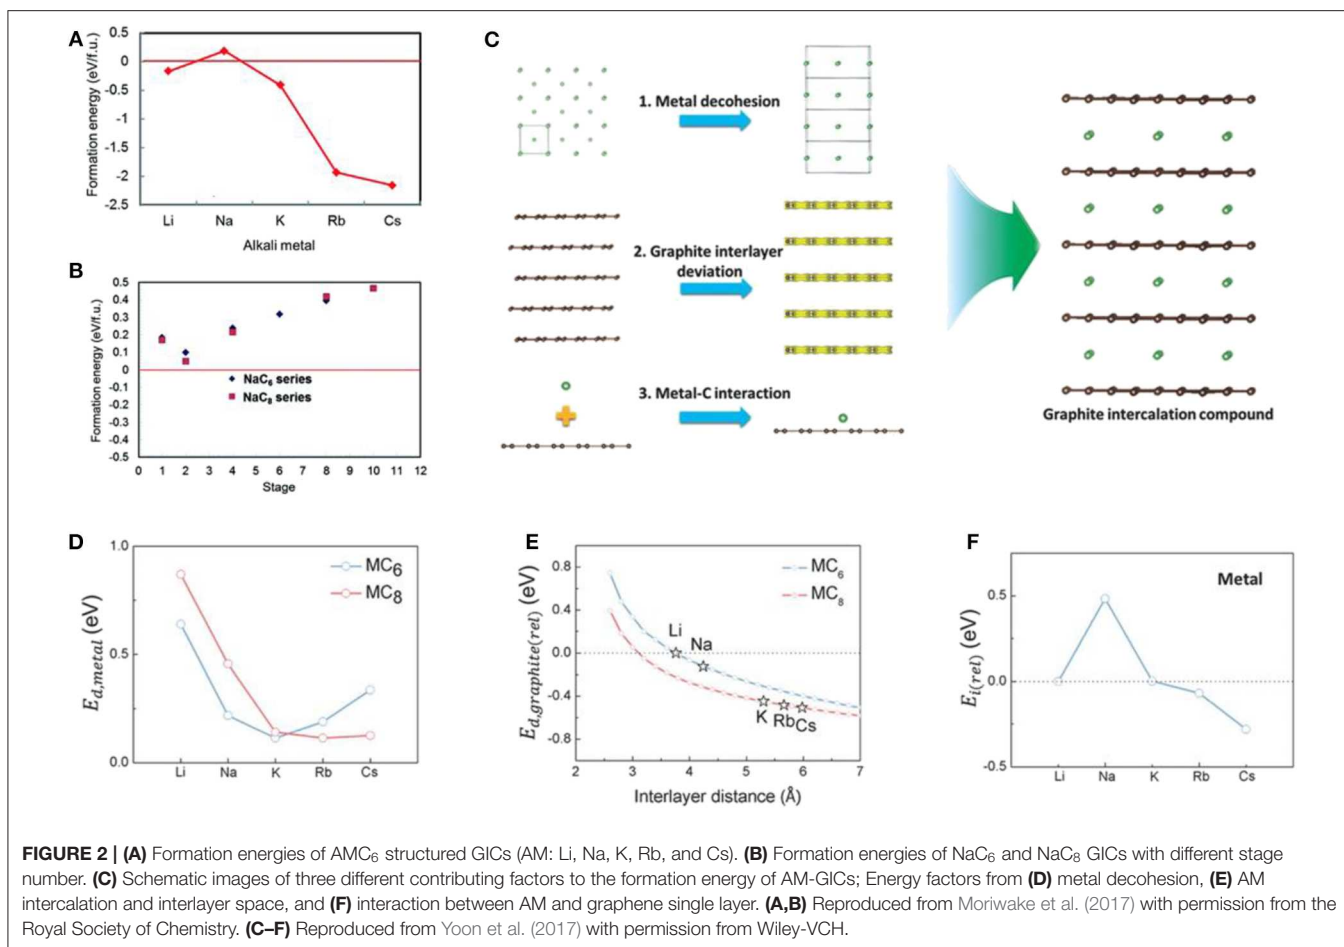 A
Formation energy (eV/f.u.)
0.5
0
-0.5
-1
-1.5
-2
-2.5
Li Na K Rb Cs
Alkali metal
B
Formation energy (eV/f.u.)
0.5
0.4
0.3
0.2
0.1
0
-0.1
-0.2
-0.3
-0.4
-0.5
NaC₆ series
NaC₈ series
0 1 2 3 4 5 6 7 8 9 10 11 12
Stage
C
1. Metal decohesion
2. Graphite interlayer
deviation
3. Metal-C interaction
Graphite intercalation compound
D
E_d,metal (eV)
1.0
0.5
0.0
MC₆
MC₈
Li Na K Rb Cs
E
E_d,graphite(rel) (eV)
0.8
0.4
0.0
-0.4
-0.8
MC₆
MC₈
Li
Na
K Rb Cs
2 3 4 5 6 7
Interlayer distance (Å)
F
E_i(rel) (eV)
0.5
0.0
-0.5
Metal
Li Na K Rb Cs
FIGURE 2 | (A) Formation energies of AMC₆ structured GICs (AM: Li, Na, K, Rb, and Cs). (B) Formation energies of NaC₆ and NaC₈ GICs with different stage
number. (C) Schematic images of three different contributing factors to the formation energy of AM-GICs; Energy factors from (D) metal decohesion, (E) AM
intercalation and interlayer space, and (F) interaction between AM and graphene single layer. (A,B) Reproduced from Moriwake et al. (2017) with permission from the
Royal Society of Chemistry. (C–F) Reproduced from Yoon et al. (2017) with permission from Wiley-VCH.